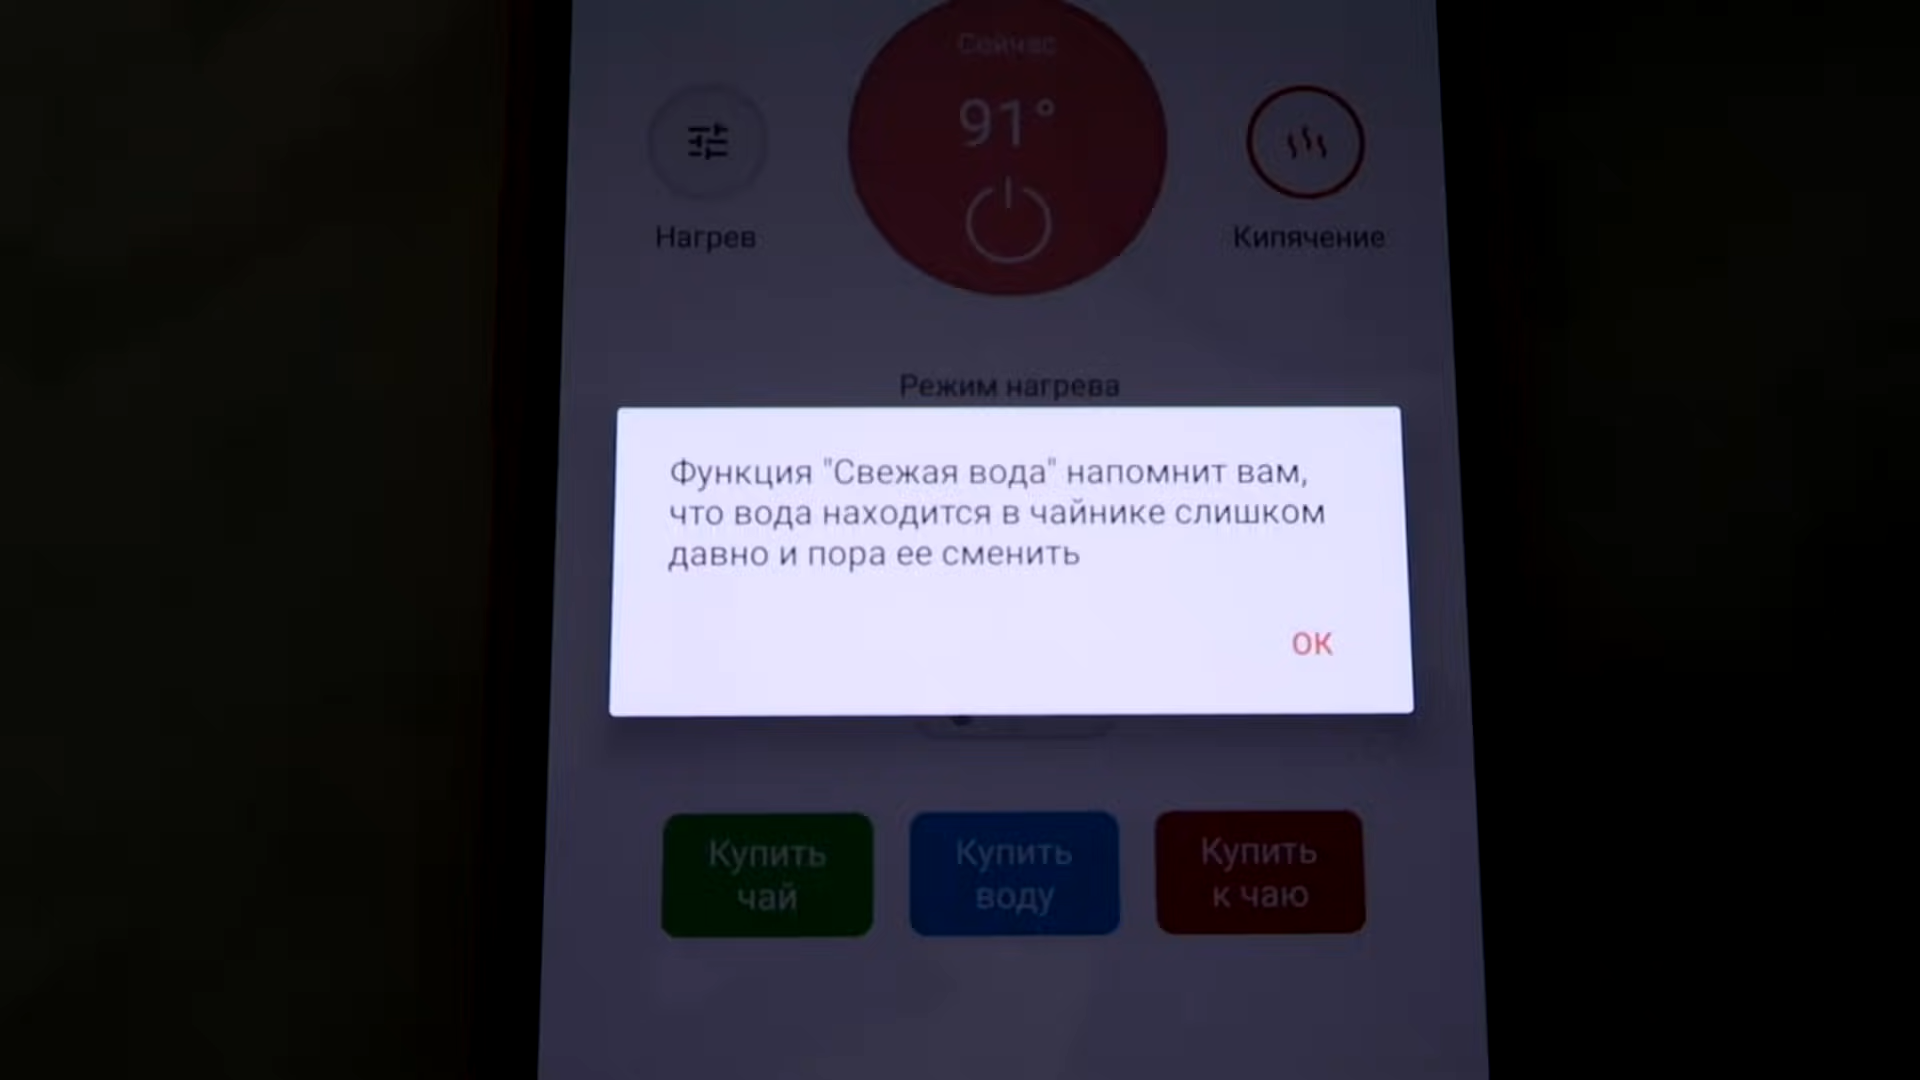 Сейчас
91°
Нагрев
Кипячение
Режим нагрева
Функция "Свежая вода" напомнит вам,
что вода находится в чайнике слишком
давно и пора ее сменить
ОК
Купить
чай
Купить
воду
Купить
к чаю